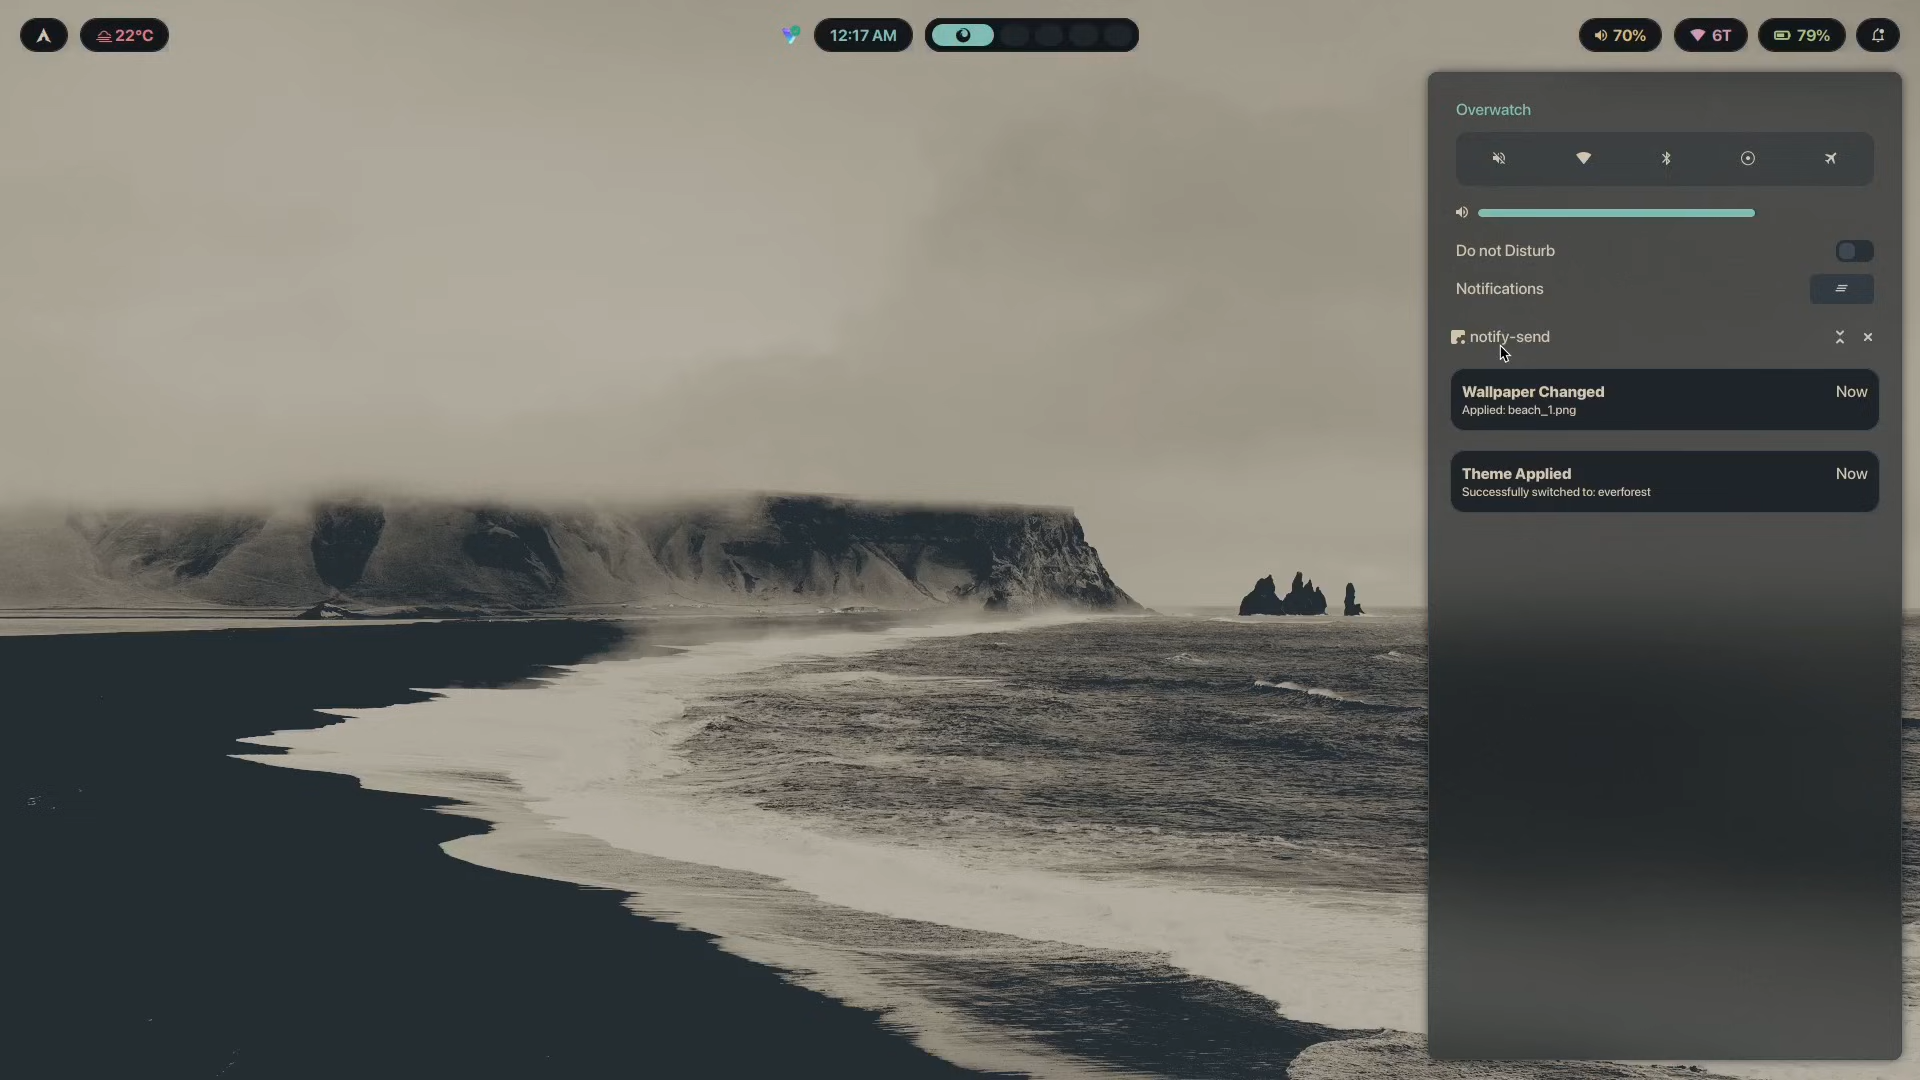 22°C
12:17 AM
70%
6T
79%
Overwatch
Do not Disturb
Notifications
notify-send
Wallpaper Changed
Now
Applied: beach_1.png
Theme Applied
Now
Successfully switched to: everforest